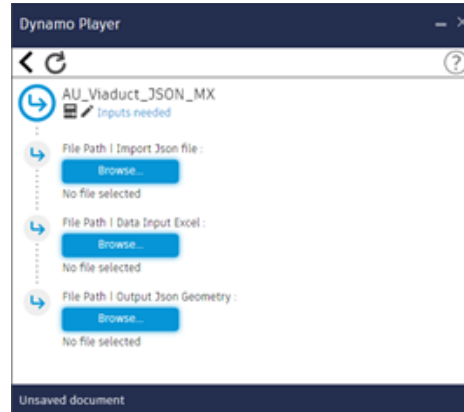 Dynamo Player
AU_Viaduct_JSON_MX
Inputs needed
File Path | Import Json file :
Browse...
No file selected
File Path | Data Input Excel :
Browse...
No file selected
File Path | Output Json Geometry :
Browse...
No file selected
Unsaved document